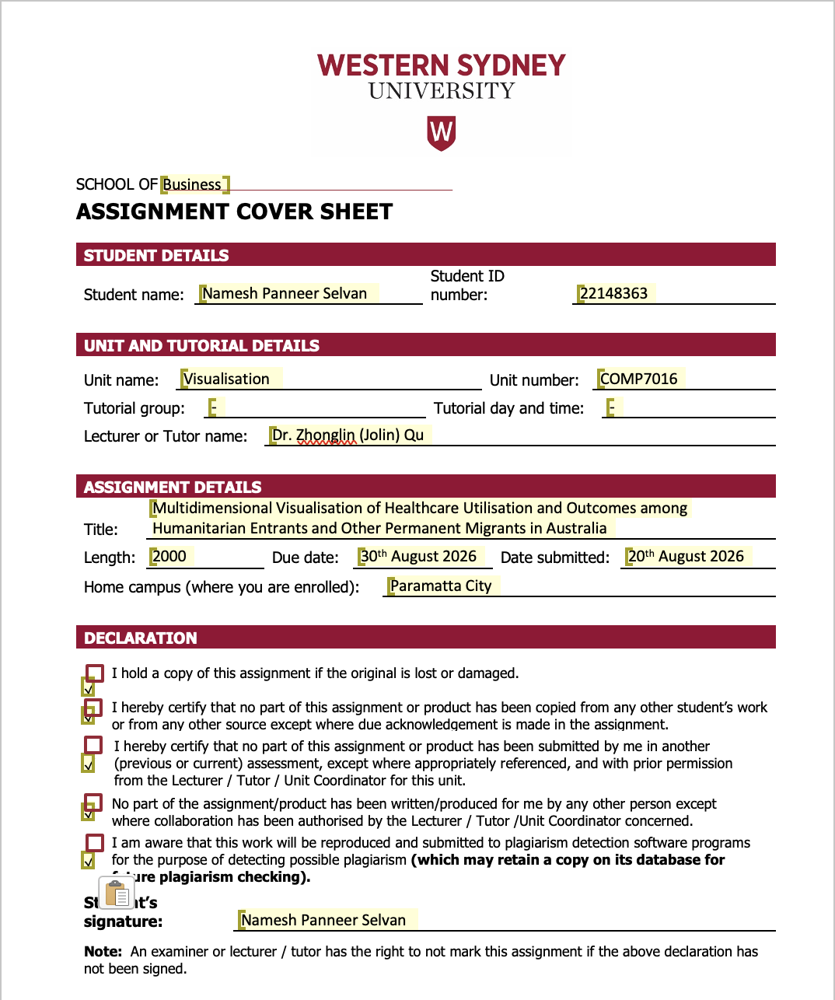 WESTERN SYDNEY
UNIVERSITY
W
SCHOOL OF Business
ASSIGNMENT COVER SHEET
STUDENT DETAILS
Student name: Namesh Panneer Selvan Student ID number: 22148363
UNIT AND TUTORIAL DETAILS
Unit name: Visualisation Unit number: COMP7016
Tutorial group: - Tutorial day and time: -
Lecturer or Tutor name: Dr. Zhonglin (Jolin) Qu
ASSIGNMENT DETAILS
Title: Multidimensional Visualisation of Healthcare Utilisation and Outcomes among
Humanitarian Entrants and Other Permanent Migrants in Australia
Length: 2000 Due date: 30th August 2026 Date submitted: 20th August 2026
Home campus (where you are enrolled): Paramatta City
DECLARATION
I hold a copy of this assignment if the original is lost or damaged.
I hereby certify that no part of this assignment or product has been copied from any other student's work
or from any other source except where due acknowledgement is made in the assignment.
I hereby certify that no part of this assignment or product has been submitted by me in another
(previous or current) assessment, except where appropriately referenced, and with prior permission
from the Lecturer / Tutor / Unit Coordinator for this unit.
No part of the assignment/product has been written/produced for me by any other person except
where collaboration has been authorised by the Lecturer / Tutor /Unit Coordinator concerned.
I am aware that this work will be reproduced and submitted to plagiarism detection software programs
for the purpose of detecting possible plagiarism (which may retain a copy on its database for
future plagiarism checking).
Student's
signature: Namesh Panneer Selvan
Note: An examiner or lecturer / tutor has the right to not mark this assignment if the above declaration has
not been signed.